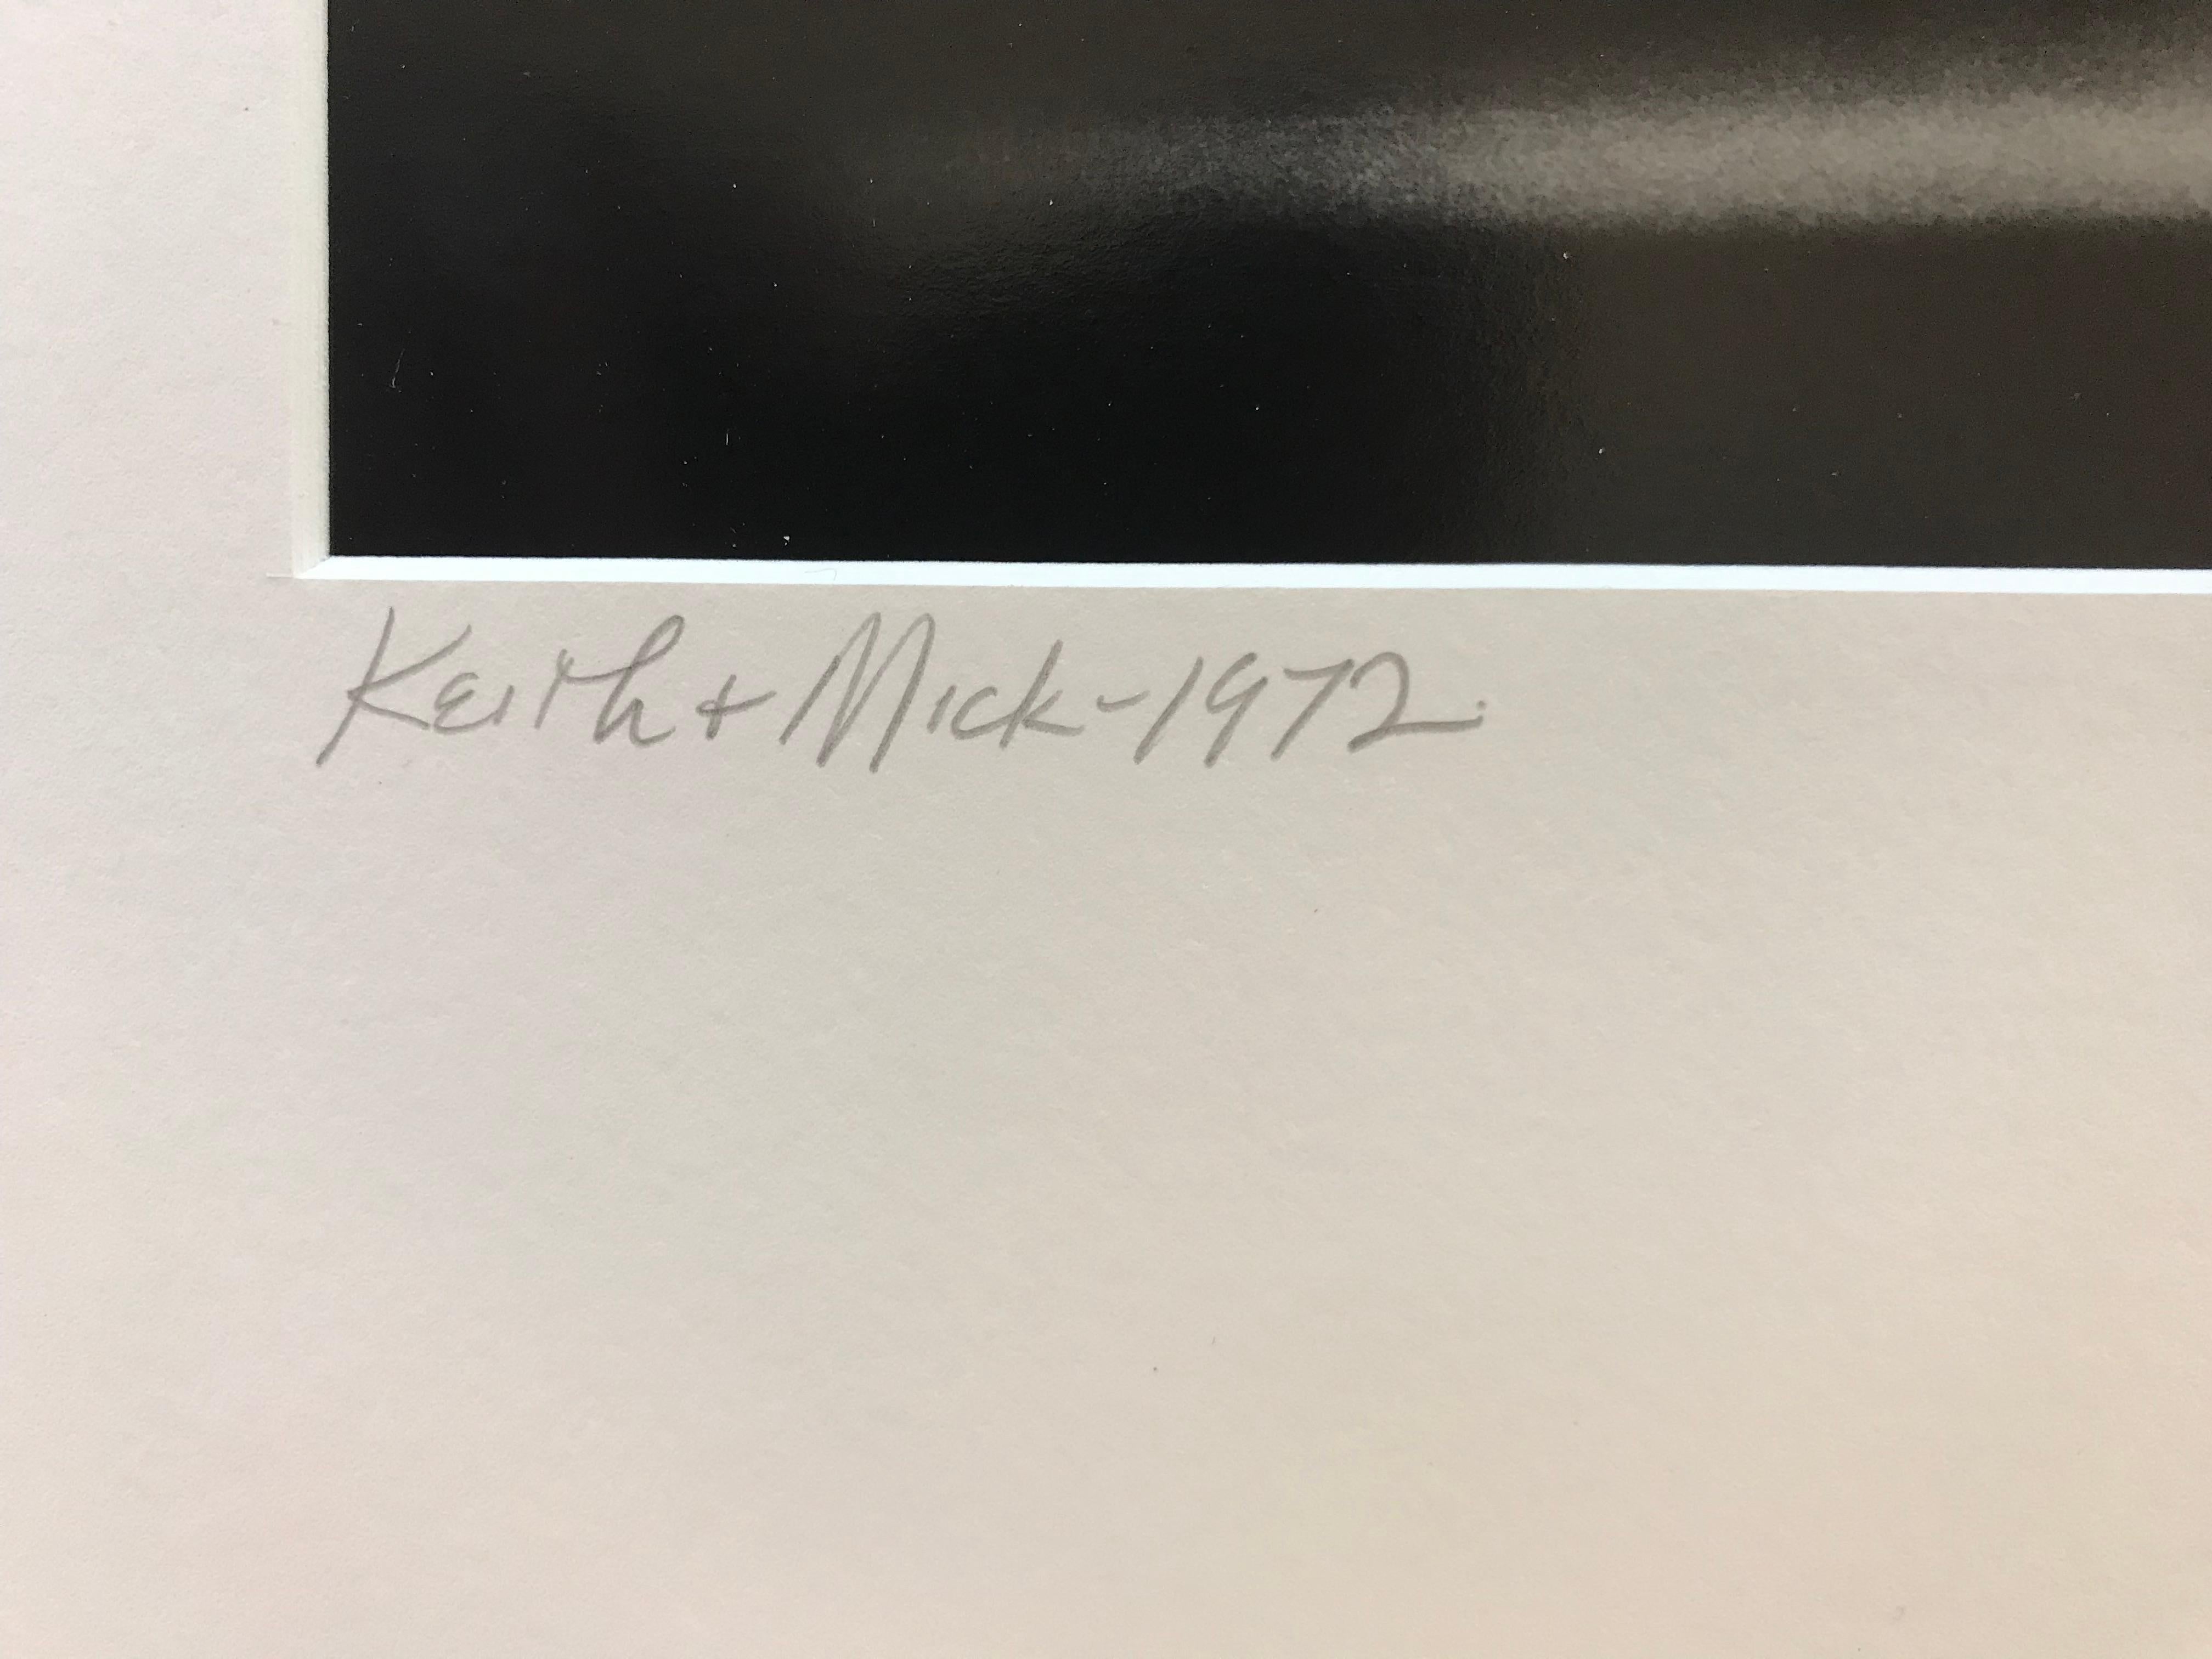 Keith + Mick - 1972.